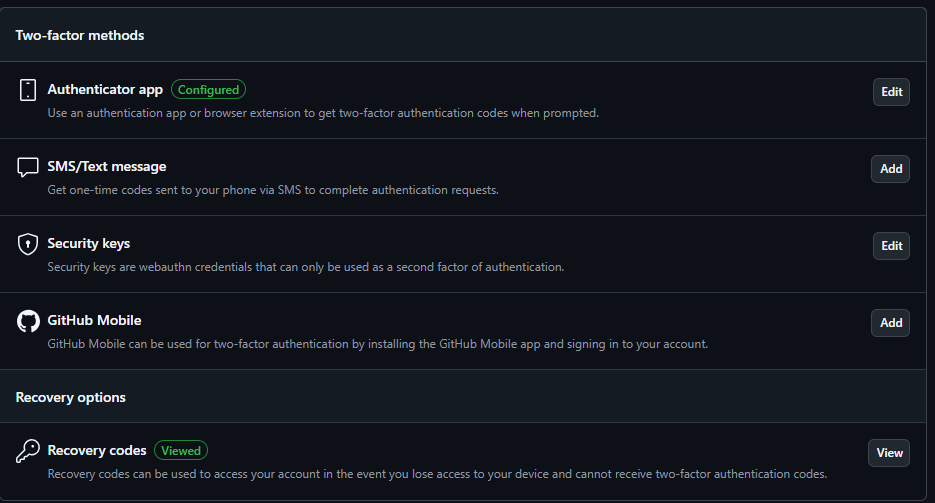 Two-factor methods
Authenticator app Configured
Edit
Use an authentication app or browser extension to get two-factor authentication codes when prompted.
SMS/Text message
Add
Get one-time codes sent to your phone via SMS to complete authentication requests.
Security keys
Edit
Security keys are webauthn credentials that can only be used as a second factor of authentication.
GitHub Mobile
Add
GitHub Mobile can be used for two-factor authentication by installing the GitHub Mobile app and signing in to your account.
Recovery options
Recovery codes Viewed
View
Recovery codes can be used to access your account in the event you lose access to your device and cannot receive two-factor authentication codes.